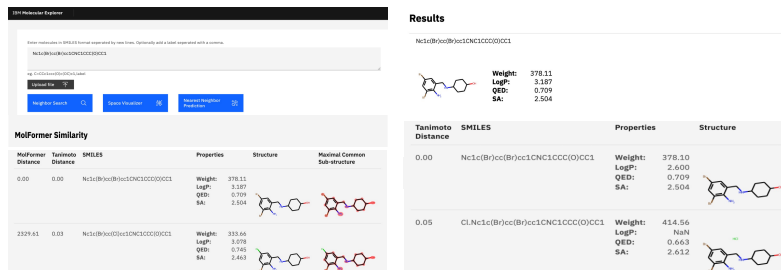 IBM Molecular Explorer
Enter molecules in SMILES format separated by new lines. Optionally add a label separated with a comma.
Nc1c(Br)cc(Br)cc1CNC1CCC(O)CC1
eg. C=CCc1ccc(O)c(OC)c1,label
Upload file
Neighbor Search
Space Visualizer
Nearest Neighbor
Prediction
MolFormer Similarity
MolFormer Distance Tanimoto Distance SMILES Properties Structure Maximal Common Sub-structure
0.00 0.00 Nc1c(Br)cc(Br)cc1CNC1CCC(O)CC1 Weight: 378.11
LogP: 3.187
QED: 0.709
SA: 2.504
2329.61 0.03 Nc1c(Br)cc(Cl)cc1CNC1CCC(O)CC1 Weight: 333.66
LogP: 3.078
QED: 0.745
SA: 2.463
Results
Nc1c(Br)cc(Br)cc1CNC1CCC(O)CC1
Weight: 378.11
LogP: 3.187
QED: 0.709
SA: 2.504
Tanimoto Distance SMILES Properties Structure
0.00 Nc1c(Br)cc(Br)cc1CNC1CCC(O)CC1 Weight: 378.10
LogP: 2.600
QED: 0.709
SA: 2.504
0.05 Cl.Nc1c(Br)cc(Br)cc1CNC1CCC(O)CC1 Weight: 414.56
LogP: NaN
QED: 0.663
SA: 2.612